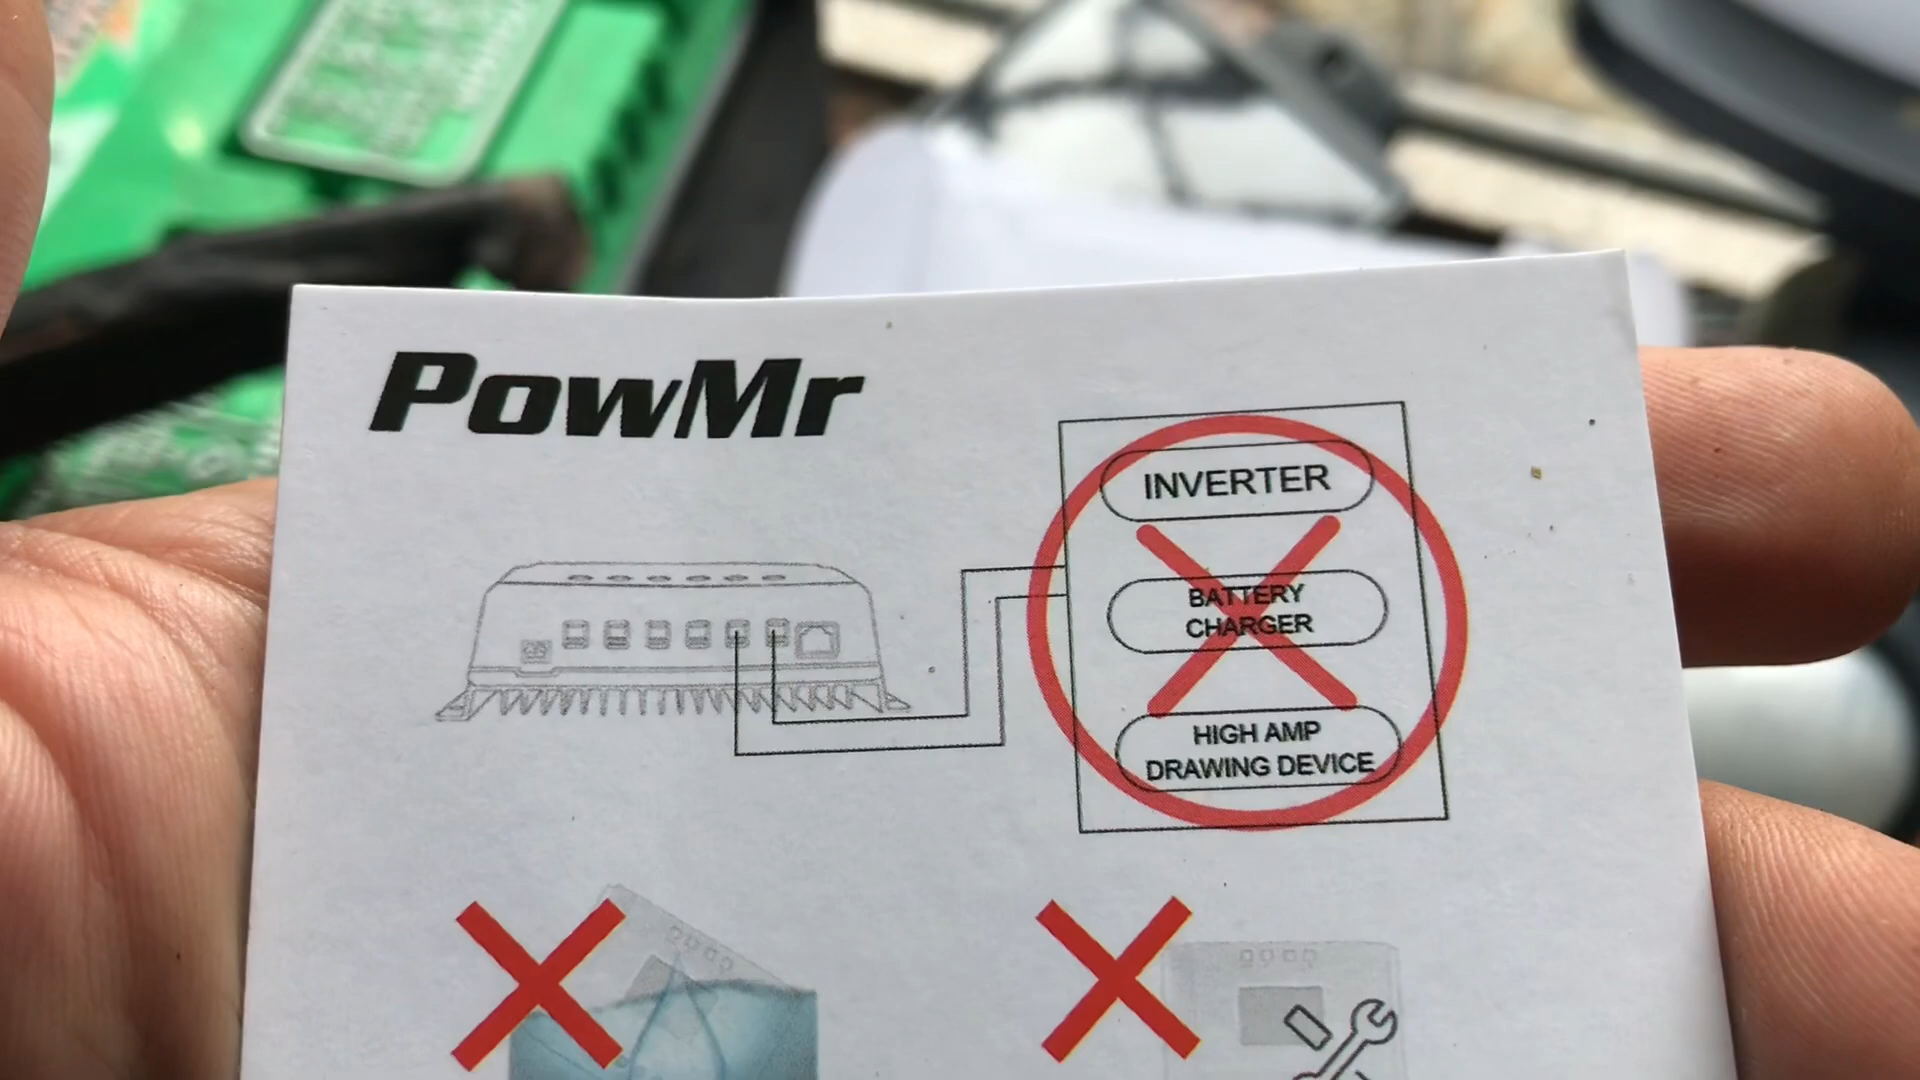 PowMr
INVERTER
BATTERY
CHARGER
HIGH AMP
DRAWING DEVICE